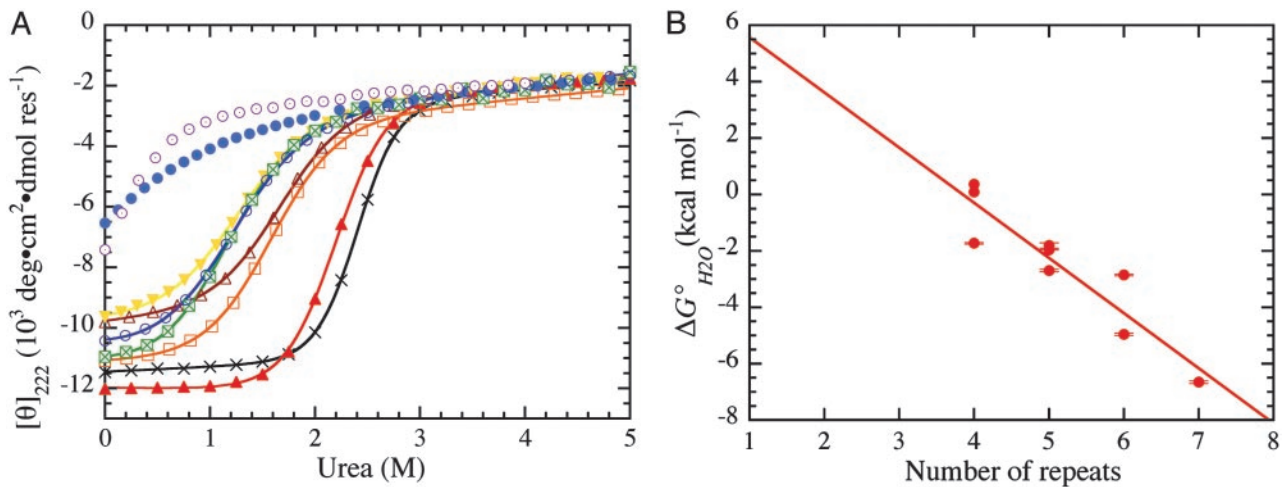 A
[θ]222 (10³ deg•cm²•dmol res⁻¹)
0
-2
-4
-6
-8
-10
-12
0 1 2 3 4 5
Urea (M)
B
ΔG°H2O(kcal mol⁻¹)
6
4
2
0
-2
-4
-6
-8
1 2 3 4 5 6 7 8
Number of repeats